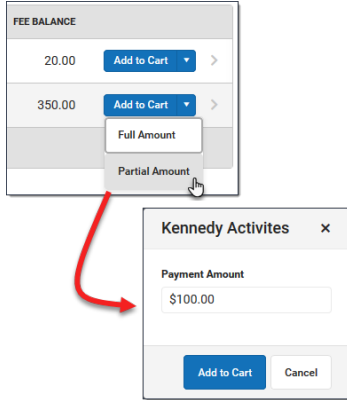 FEE BALANCE
20.00 Add to Cart
350.00 Add to Cart
Full Amount
Partial Amount
Kennedy Activites ×
Payment Amount
$100.00
Add to Cart Cancel